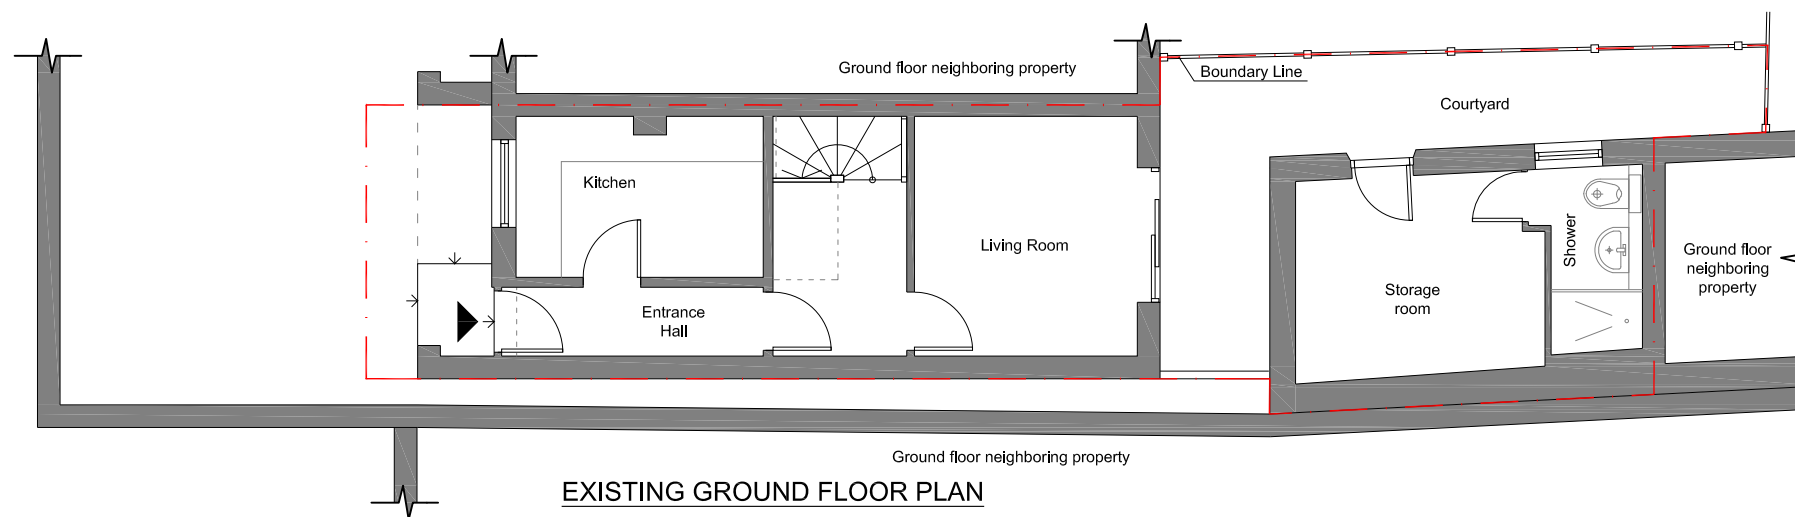 Ground floor neighboring property
Boundary Line
Courtyard
Kitchen
Living Room
Shower
Ground floor
neighboring
property
Storage
room
Entrance
Hall
Ground floor neighboring property
EXISTING GROUND FLOOR PLAN